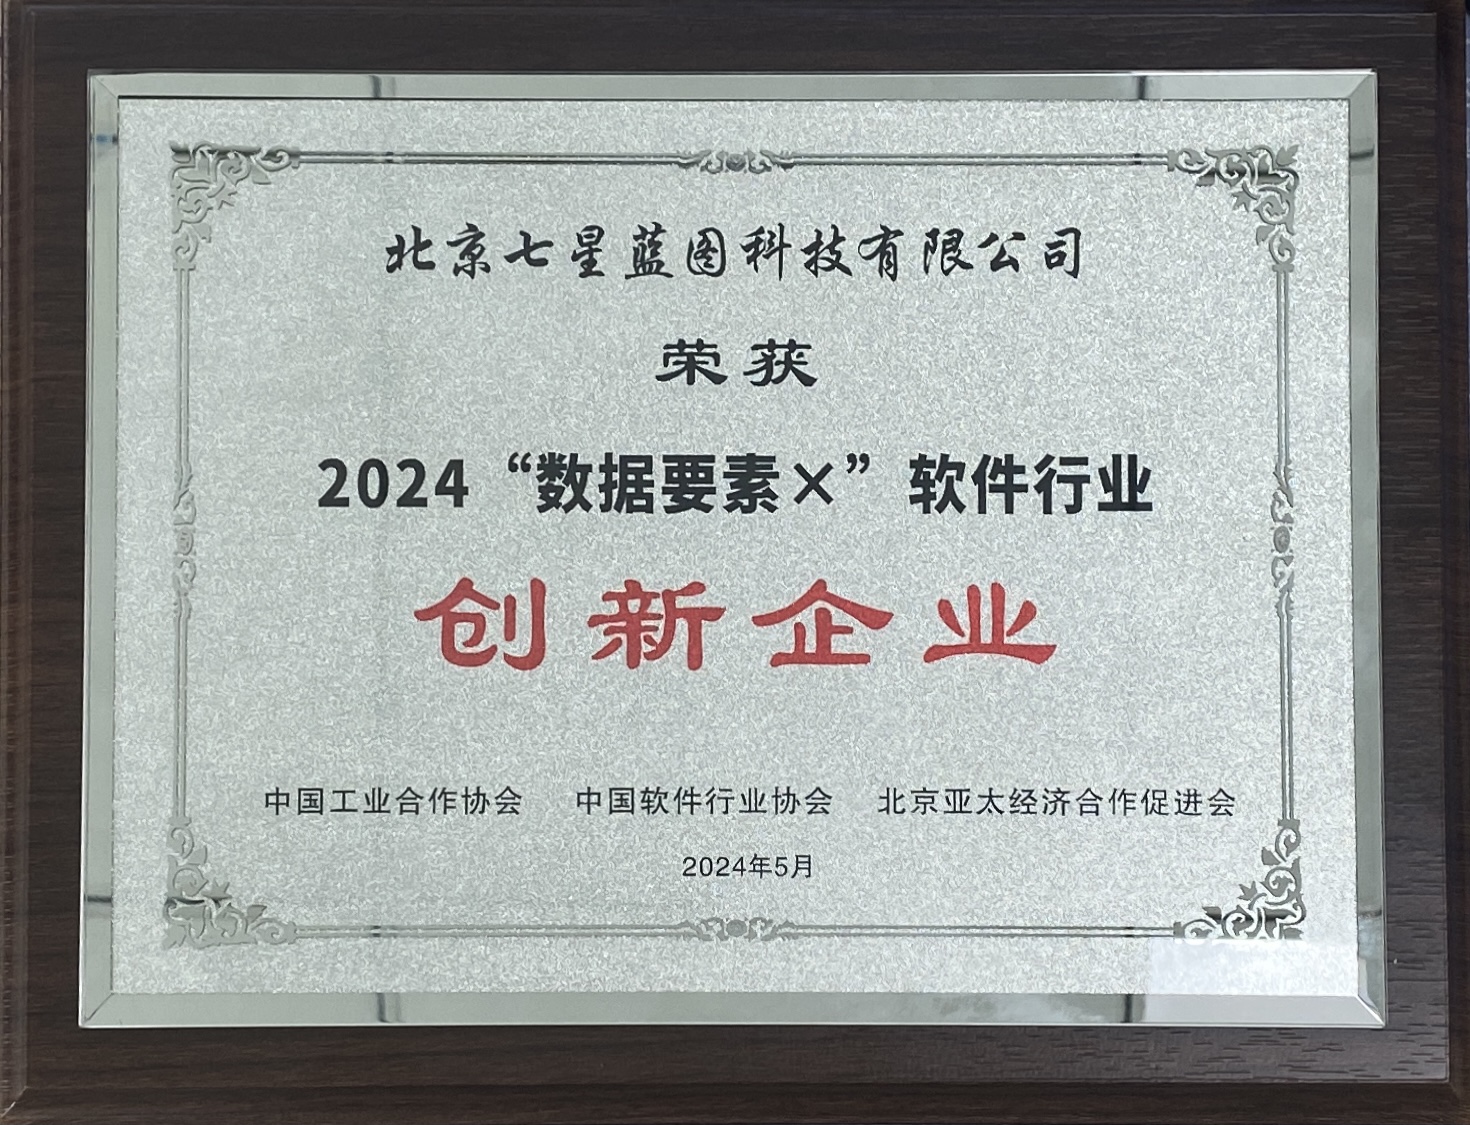 北京七星蓝图科技有限公司
荣获
2024“数据要素×”软件行业
创新企业
中国工业合作协会 中国软件行业协会 北京亚太经济合作促进会
2024年5月